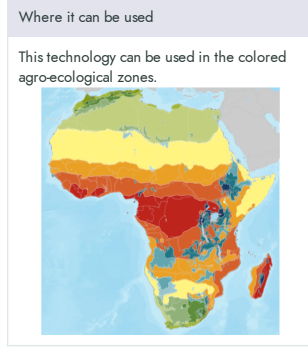 Where it can be used
This technology can be used in the colored
agro-ecological zones.